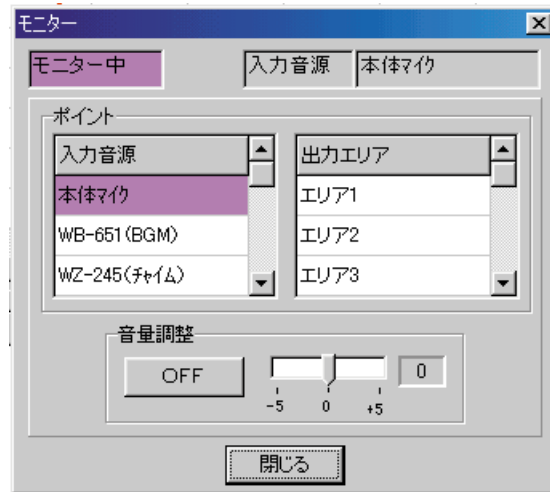 モニター
モニター中 入力音源 本体ﾏｲｸ
ポイント
入力音源 出力エリア
本体ﾏｲｸ エリア1
WB-651(BGM) エリア2
WZ-245(ﾁｬｲﾑ) エリア3
音量調整
OFF 0
-5 0 +5
閉じる